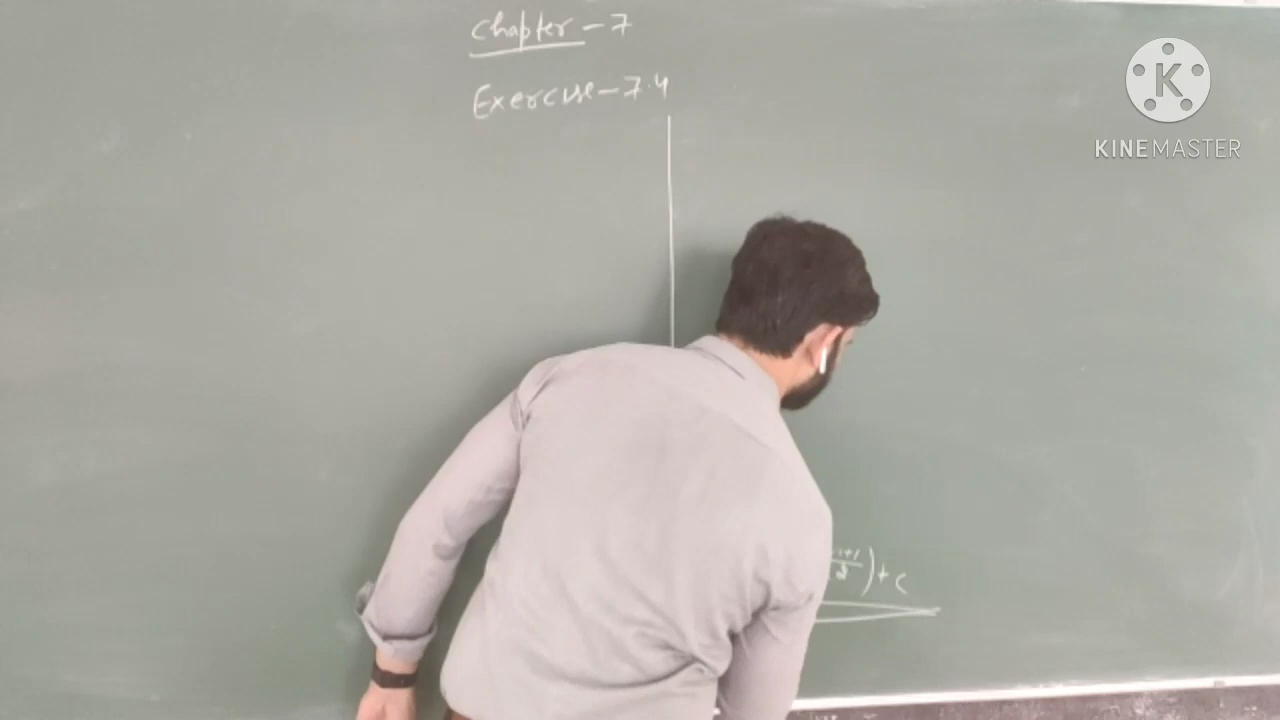 Chapter - 7
Exercise - 7.4
K
KINEMASTER
) + c